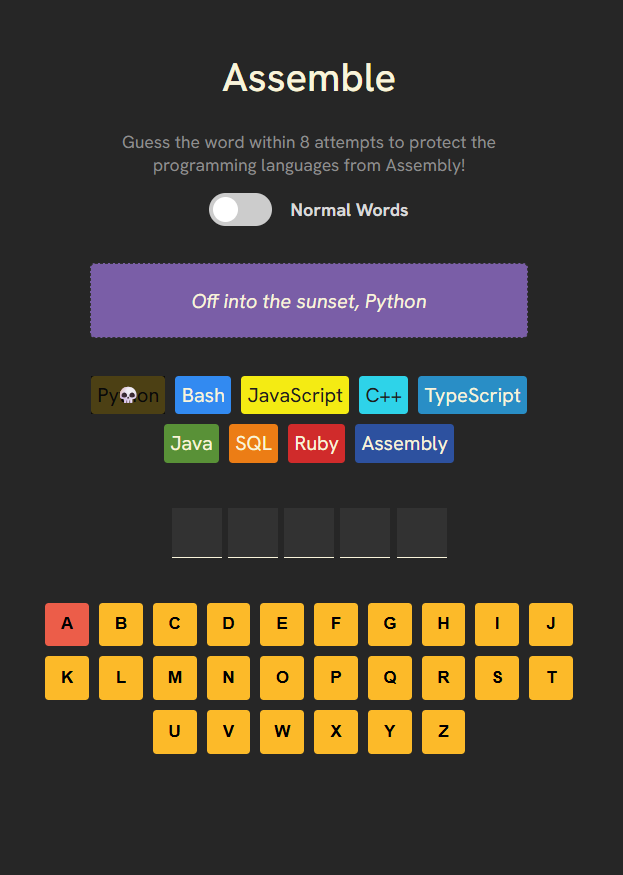 Assemble
Guess the word within 8 attempts to protect the
programming languages from Assembly!
Normal Words
Off into the sunset, Python
Py💀on Bash JavaScript C++ TypeScript
Java SQL Ruby Assembly
A B C D E F G H I J
K L M N O P Q R S T
U V W X Y Z